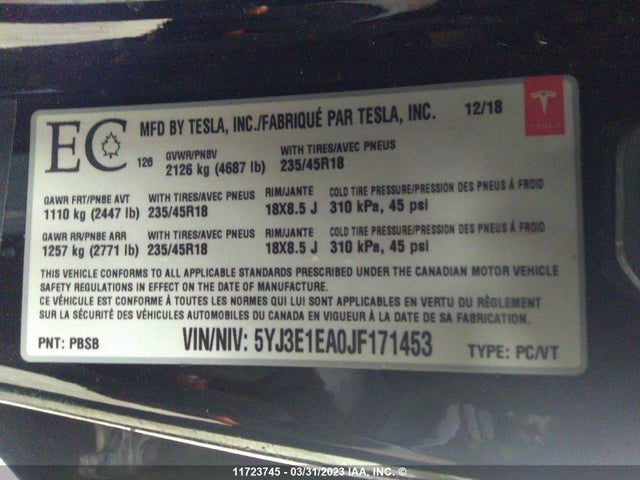 EC
126
MFD BY TESLA, INC./FABRIQUÉ PAR TESLA, INC. 12/18
TESLA
GVWR/PNBV WITH TIRES/AVEC PNEUS
2126 kg (4687 lb) 235/45R18
GAWR FRT/PNBE AVT WITH TIRES/AVEC PNEUS RIM/JANTE COLD TIRE PRESSURE/PRESSION DES PNEUS À FROID
1110 kg (2447 lb) 235/45R18 18X8.5 J 310 kPa, 45 psi
GAWR RR/PNBE ARR WITH TIRES/AVEC PNEUS RIM/JANTE COLD TIRE PRESSURE/PRESSION DES PNEUS À FROID
1257 kg (2771 lb) 235/45R18 18X8.5 J 310 kPa, 45 psi
THIS VEHICLE CONFORMS TO ALL APPLICABLE STANDARDS PRESCRIBED UNDER THE CANADIAN MOTOR VEHICLE
SAFETY REGULATIONS IN EFFECT ON THE DATE OF MANUFACTURE.
CE VÉHICULE EST CONFORME À TOUTES LES NORMES QUI LUI SONT APPLICABLES EN VERTU DU RÈGLEMENT
SUR LA SÉCURITÉ DES VÉHICULES AUTOMOBILES DU CANADA EN VIGUEUR À LA DATE DE SA FABRICATION.
PNT: PBSB VIN/NIV: 5YJ3E1EA0JF171453 TYPE: PC/VT
11723745 - 03/31/2023 IAA, INC. ©